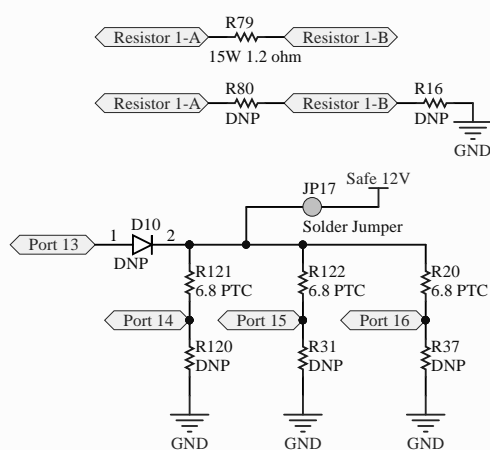 R79
Resistor 1-A
Resistor 1-B
15W 1.2 ohm
R80
R16
Resistor 1-A
Resistor 1-B
DNP
DNP
GND
JP17
Safe 12V
Solder Jumper
D10
Port 13
1
2
DNP
R121
6.8 PTC
R122
6.8 PTC
R20
6.8 PTC
Port 14
Port 15
Port 16
R120
DNP
R31
DNP
R37
DNP
GND
GND
GND